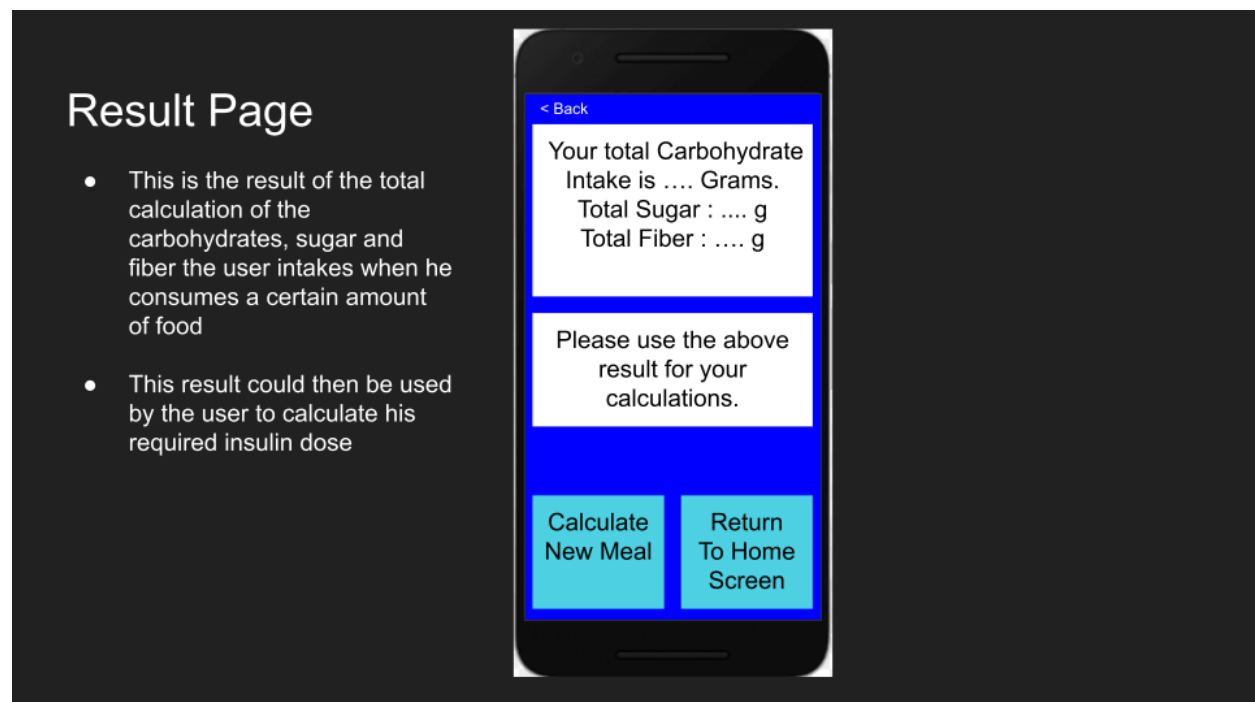 Result Page
● This is the result of the total
calculation of the
carbohydrates, sugar and
fiber the user intakes when he
consumes a certain amount
of food
● This result could then be used
by the user to calculate his
required insulin dose
< Back
Your total Carbohydrate
Intake is …. Grams.
Total Sugar : .... g
Total Fiber : …. g
Please use the above
result for your
calculations.
Calculate
New Meal
Return
To Home
Screen